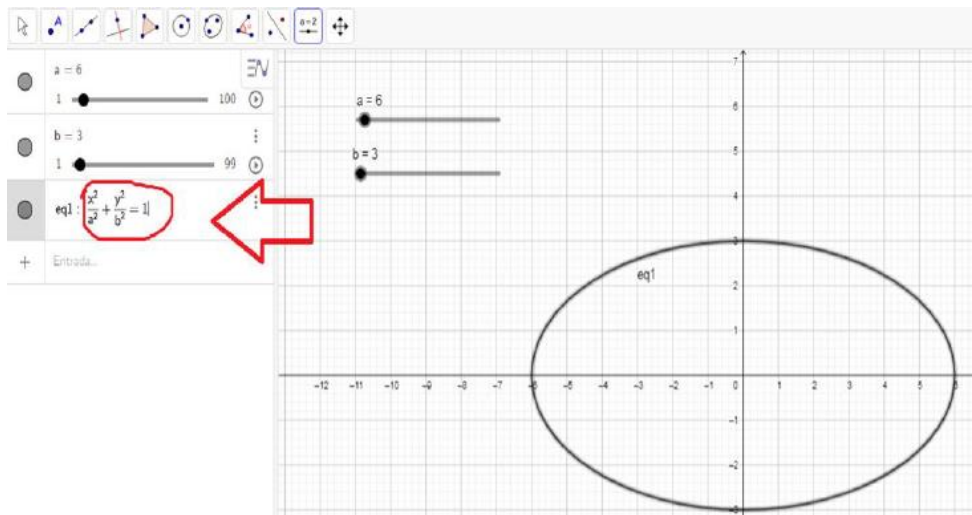 A
a=2
a = 6
1 100
b = 3
1 99
eq1 : x²/a² + y²/b² = 1
+ Entrada...
a = 6
b = 3
eq1
7
6
5
4
3
2
1
-12 -11 -10 -9 -8 -7 -6 -5 -4 -3 -2 -1 0 1 2 3 4 5 6
-1
-2
-3